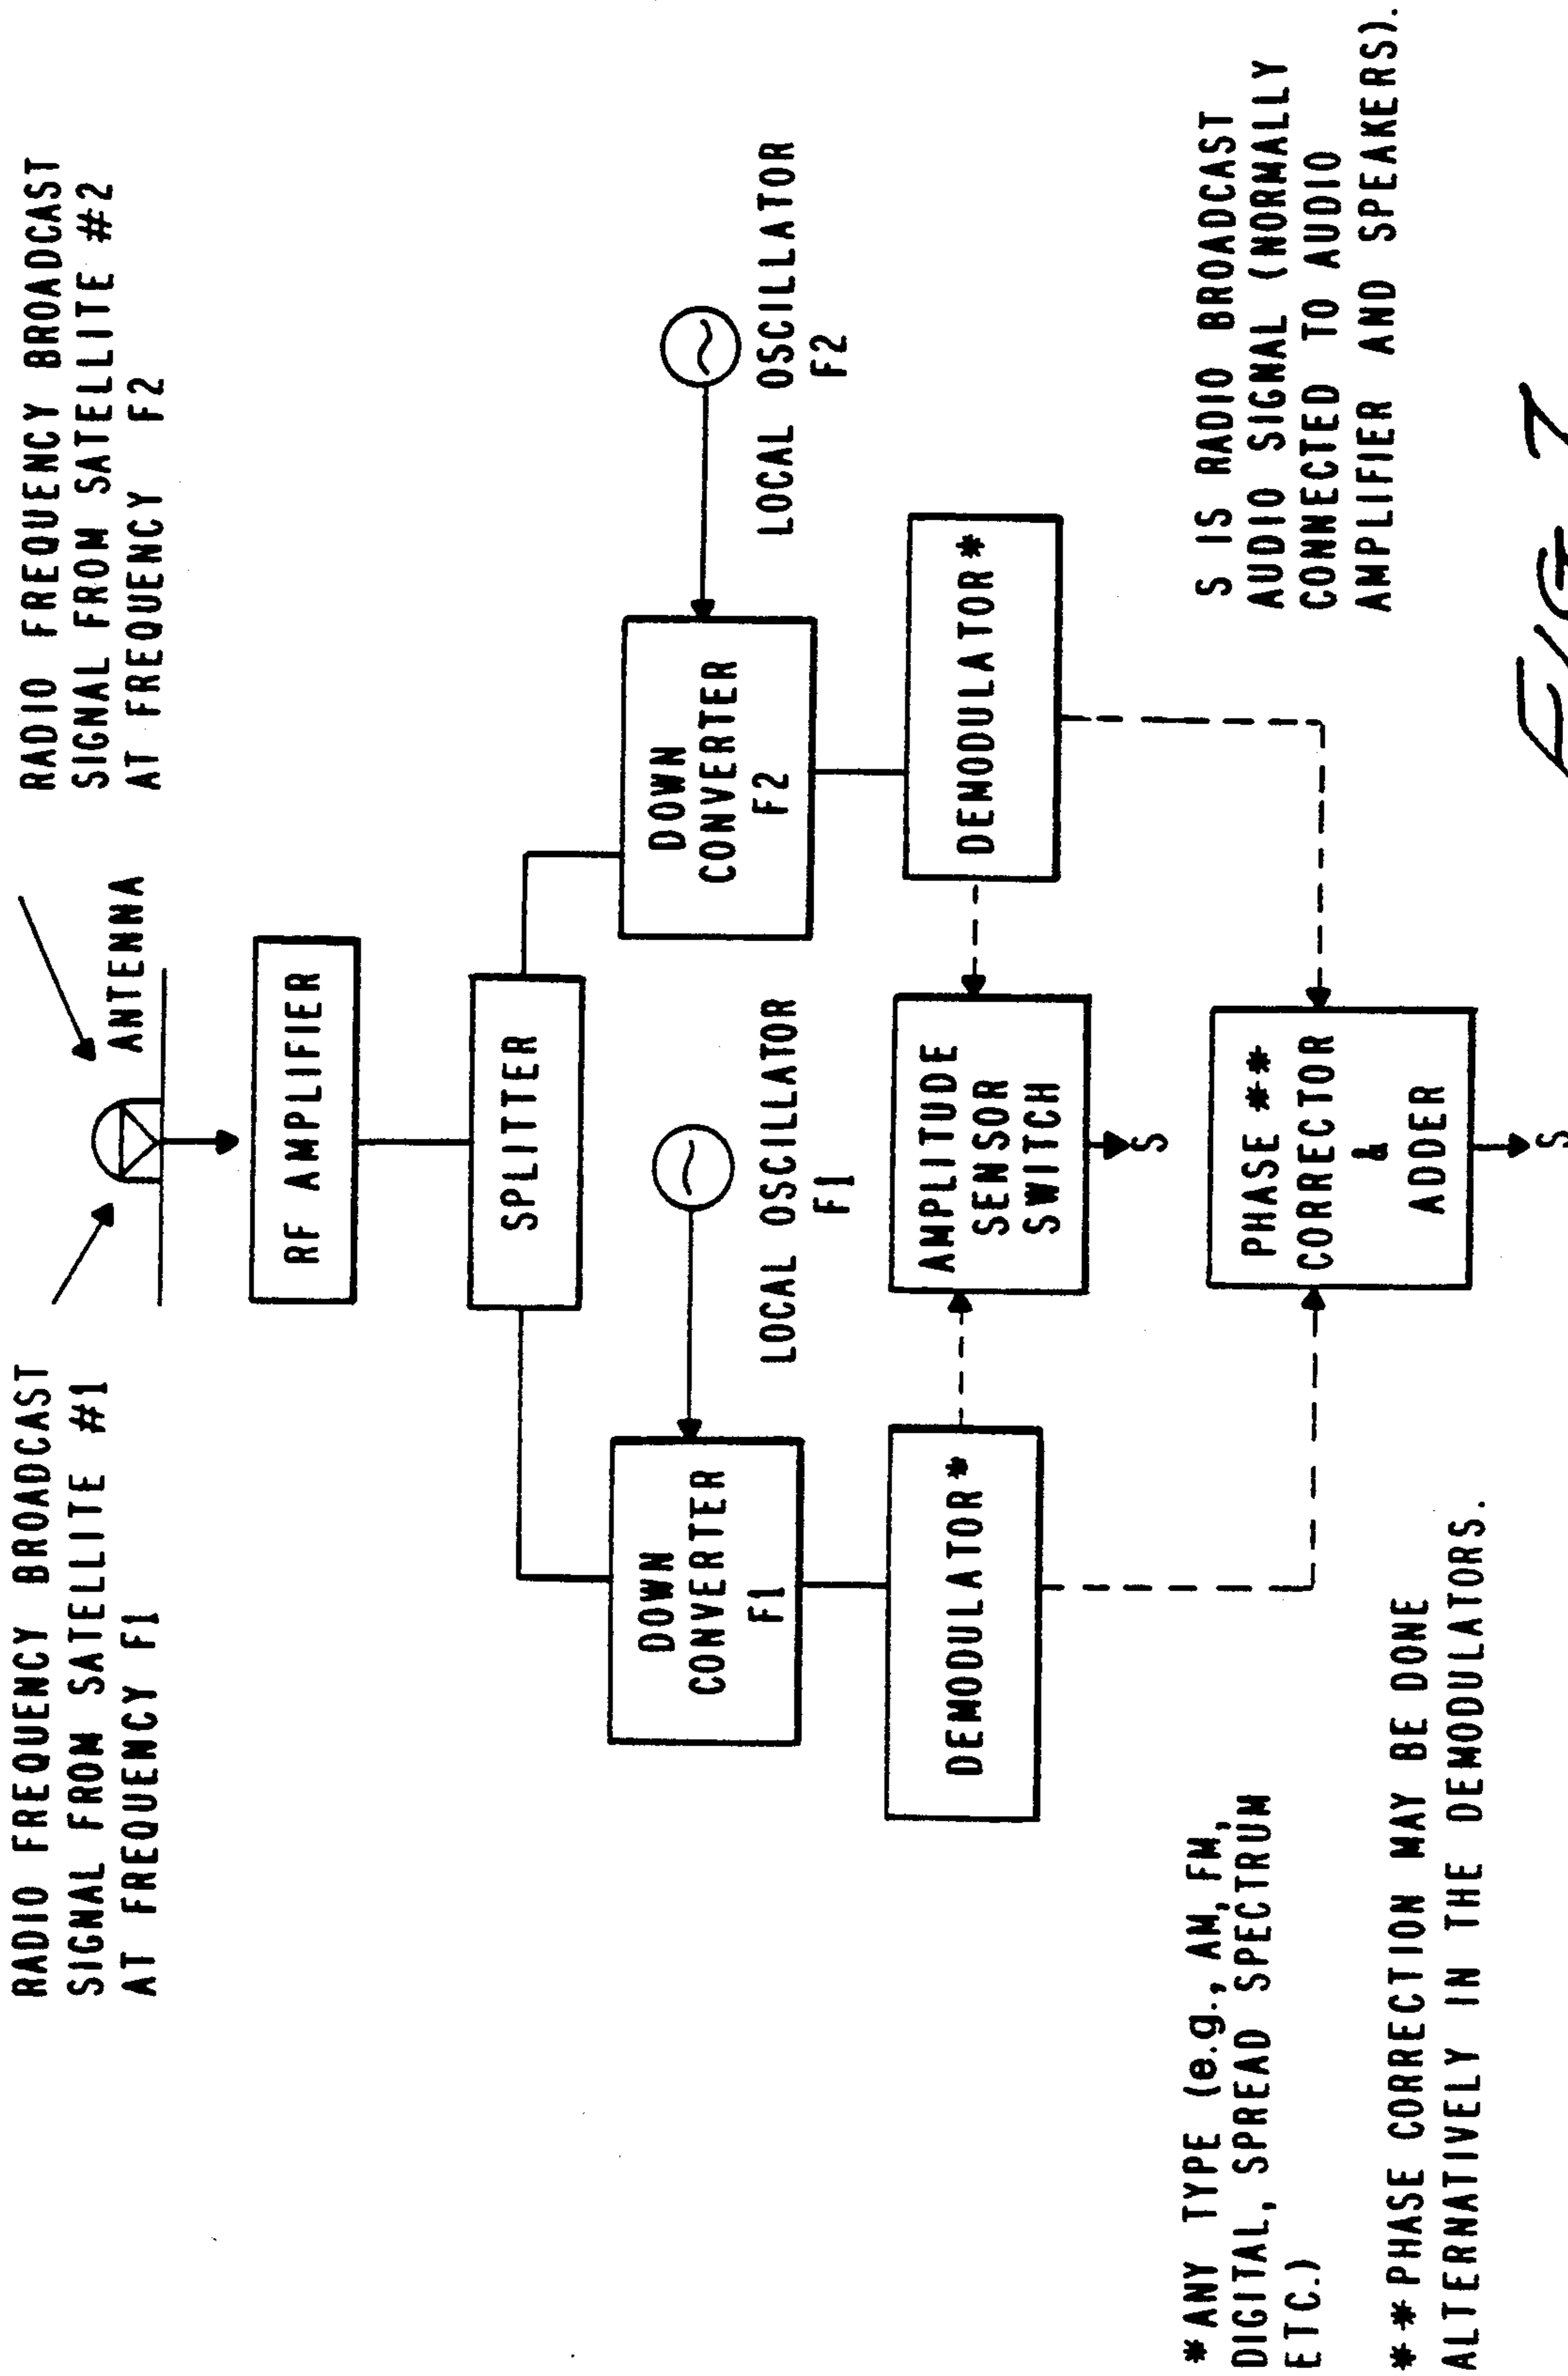 RADIO FREQUENCY BROADCAST
SIGNAL FROM SATELLITE #1
AT FREQUENCY F1
RADIO FREQUENCY BROADCAST
SIGNAL FROM SATELLITE #2
AT FREQUENCY F2
ANTENNA
RF AMPLIFIER
SPLITTER
DOWN
CONVERTER
F1
LOCAL OSCILLATOR
F1
DOWN
CONVERTER
F2
LOCAL OSCILLATOR
F2
DEMODULATOR*
AMPLITUDE
SENSOR
SWITCH
S
DEMODULATOR*
PHASE **
CORRECTOR
&
ADDER
S
*ANY TYPE (e.g., AM, FM,
DIGITAL, SPREAD SPECTRUM
ETC.)
**PHASE CORRECTION MAY BE DONE
ALTERNATIVELY IN THE DEMODULATORS.
S IS RADIO BROADCAST
AUDIO SIGNAL (NORMALLY
CONNECTED TO AUDIO
AMPLIFIER AND SPEAKERS).
FIG. 7